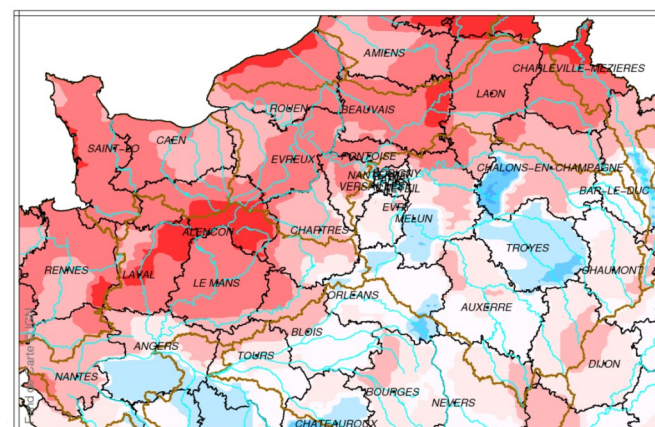 AMIENS
CHARLEVILLE-MEZIERES
LAON
ROUEN
BEAUVAIS
CAEN
SAINT-LO
EVREUX
PONTOISE
CHALONS-EN-CHAMPAGNE
BAR-LE-DUC
EVRY
MELUN
ALENCON
CHARTRES
TROYES
RENNES
LAVAL
LE MANS
CHAUMONT
ORLEANS
AUXERRE
BLOIS
ANGERS
TOURS
DIJON
NANTES
BOURGES
NEVERS
CHATEAUROUX